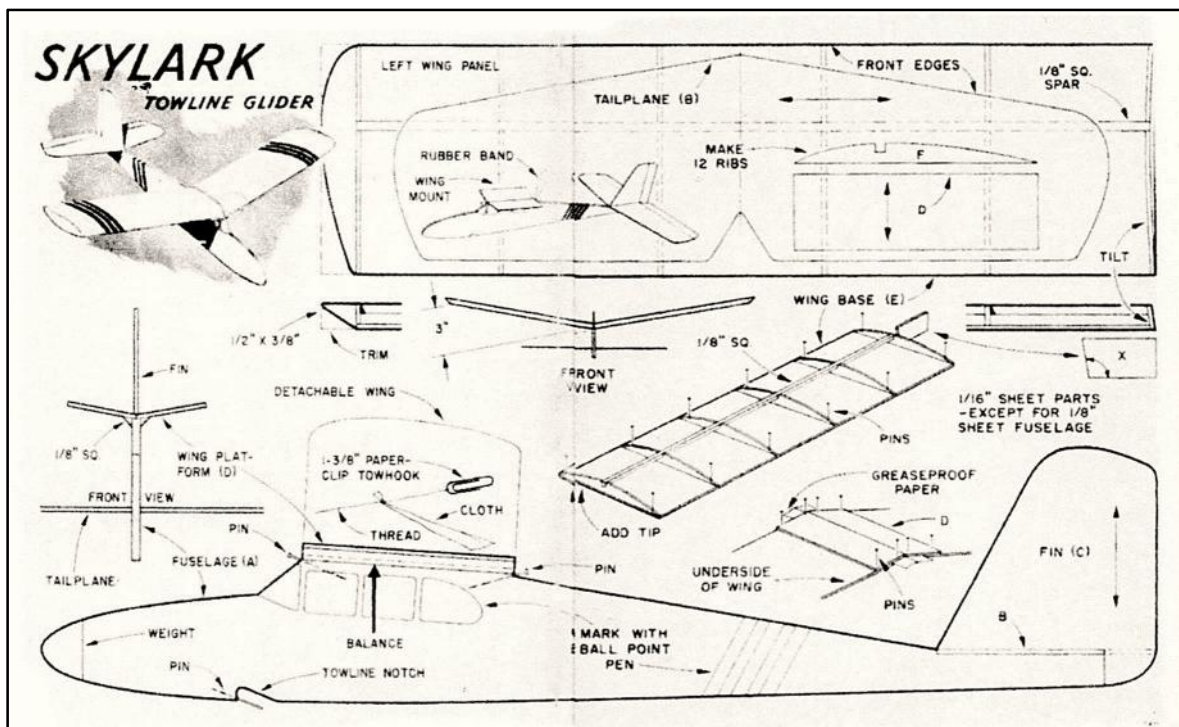 SKYLARK
TOWLINE GLIDER
LEFT WING PANEL
FRONT EDGES
1/8" SQ.
SPAR
TAILPLANE (B)
MAKE
12 RIBS
F
RUBBER BAND
WING
MOUNT
D
TILT
WING BASE (E)
1/2" X 3/8"
TRIM
3"
FRONT
VIEW
1/8" SQ.
X
1/16" SHEET PARTS
-EXCEPT FOR 1/8"
SHEET FUSELAGE
FIN
DETACHABLE WING
PINS
1/8" SQ.
WING PLAT-
FORM (D)
1-3/8" PAPER-
CLIP TOWHOOK
GREASEPROOF
PAPER
FRONT VIEW
CLOTH
THREAD
ADD TIP
D
PIN
FUSELAGE (A)
TAILPLANE
PIN
UNDERSIDE
OF WING
PINS
FIN (C)
WEIGHT
BALANCE
MARK WITH
BALL POINT
PEN
B
PIN
TOWLINE NOTCH